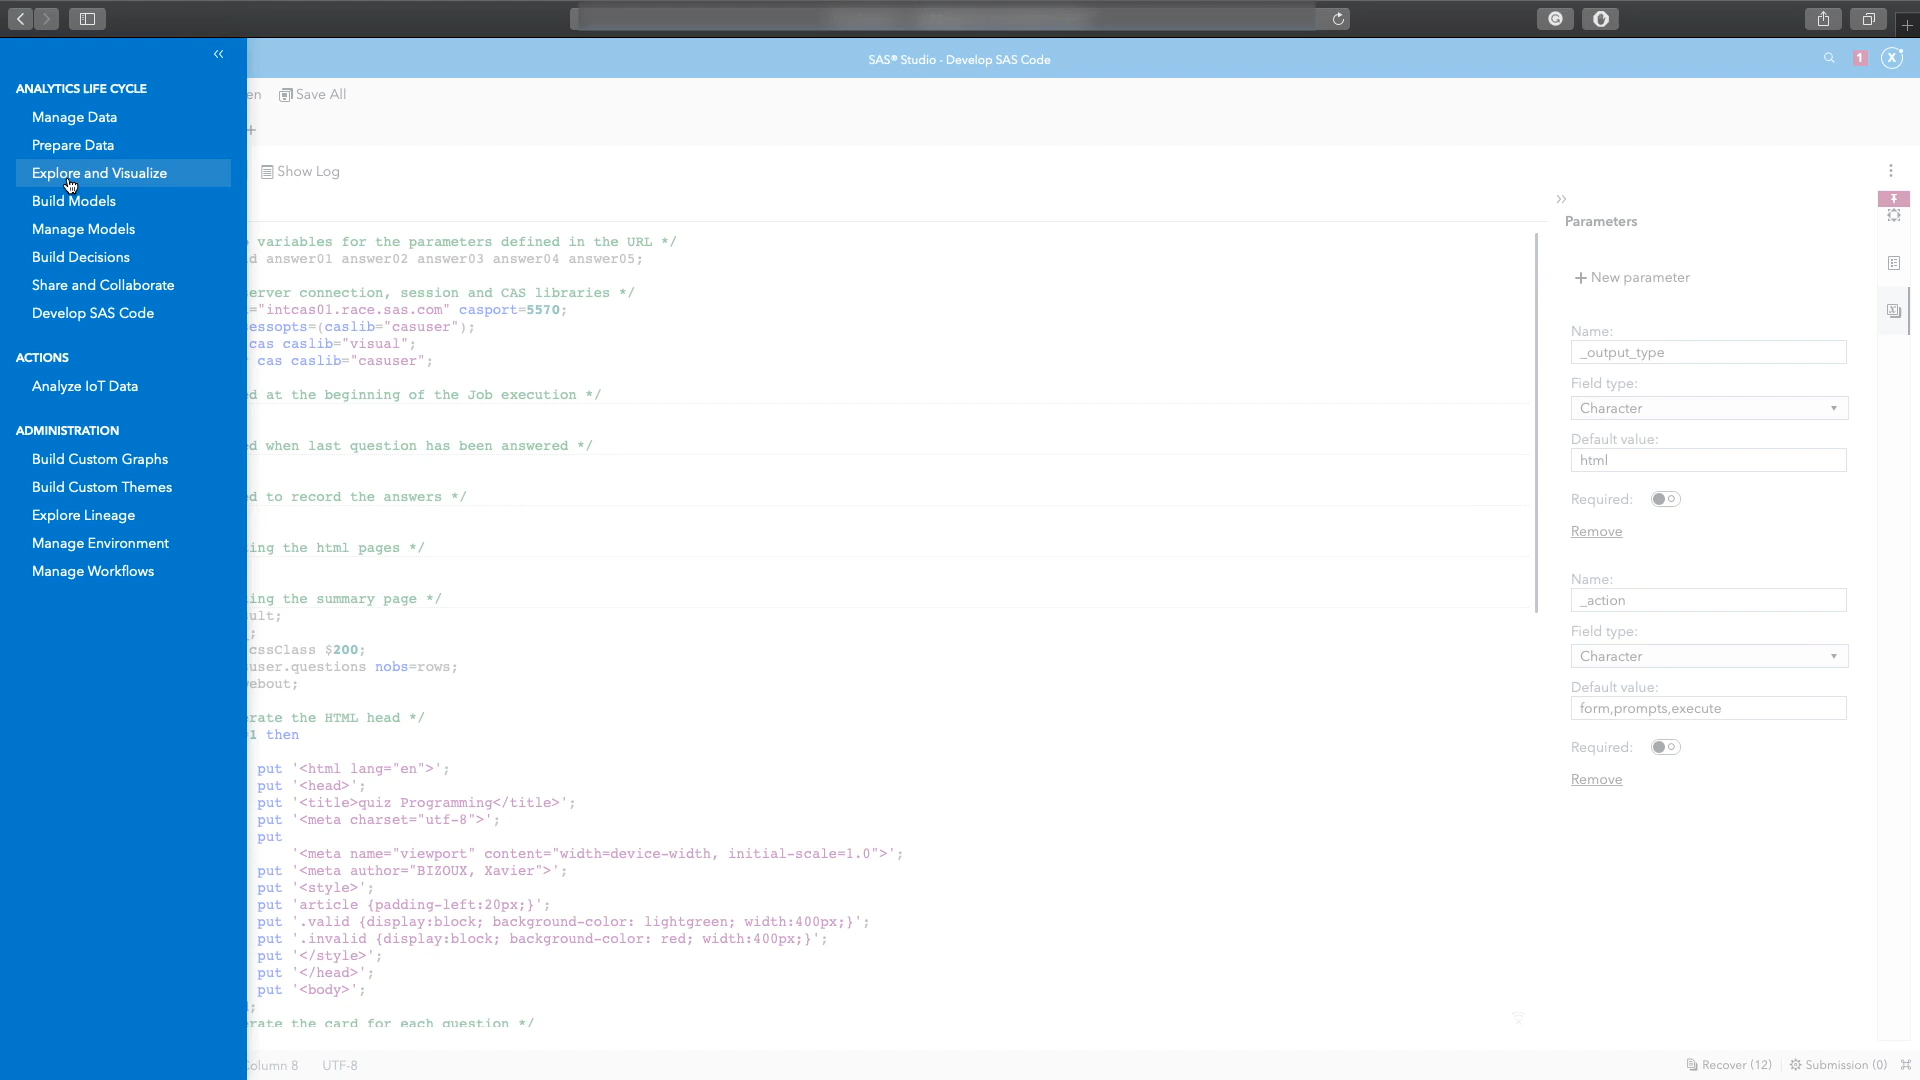 SAS® Studio - Develop SAS Code
1
X
ANALYTICS LIFE CYCLE
Manage Data
Prepare Data
Explore and Visualize
Build Models
Manage Models
Build Decisions
Share and Collaborate
Develop SAS Code
ACTIONS
Analyze IoT Data
ADMINISTRATION
Build Custom Graphs
Build Custom Themes
Explore Lineage
Manage Environment
Manage Workflows
en Save All
+
Show Log
variables for the parameters defined in the URL */
d answer01 answer02 answer03 answer04 answer05;
erver connection, session and CAS libraries */
="intcas01.race.sas.com" casport=5570;
essopts=(caslib="casuser");
cas caslib="visual";
cas caslib="casuser";
d at the beginning of the Job execution */
d when last question has been answered */
d to record the answers */
ing the html pages */
ing the summary page */
ult;
;
cssClass $200;
user.questions nobs=rows;
ebout;
rate the HTML head */
1 then
put '<html lang="en">';
put '<head>';
put '<title>quiz Programming</title>';
put '<meta charset="utf-8">';
put
'<meta name="viewport" content="width=device-width, initial-scale=1.0">';
put '<meta author="BIZOUX, Xavier">';
put '<style>';
put 'article {padding-left:20px;}';
put '.valid {display:block; background-color: lightgreen; width:400px;}';
put '.invalid {display:block; background-color: red; width:400px;}';
put '</style>';
put '</head>';
put '<body>';
;
rate the card for each question */
Parameters
+ New parameter
Name:
_output_type
Field type:
Character
Default value:
html
Required:
Remove
Name:
_action
Field type:
Character
Default value:
form,prompts,execute
Required:
Remove
olumn 8 UTF-8
Recover (12) Submission (0)